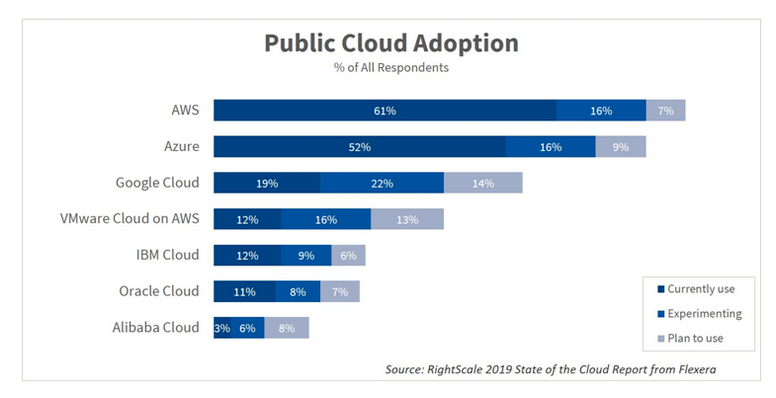 Public Cloud Adoption
% of All Respondents
AWS 61% 16% 7%
Azure 52% 16% 9%
Google Cloud 19% 22% 14%
VMware Cloud on AWS 12% 16% 13%
IBM Cloud 12% 9% 6%
Oracle Cloud 11% 8% 7%
Alibaba Cloud 3% 6% 8%
Currently use
Experimenting
Plan to use
Source: RightScale 2019 State of the Cloud Report from Flexera